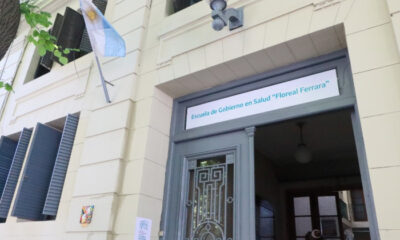 Escuela de Gobierno en Salud "Floreal Ferrara"